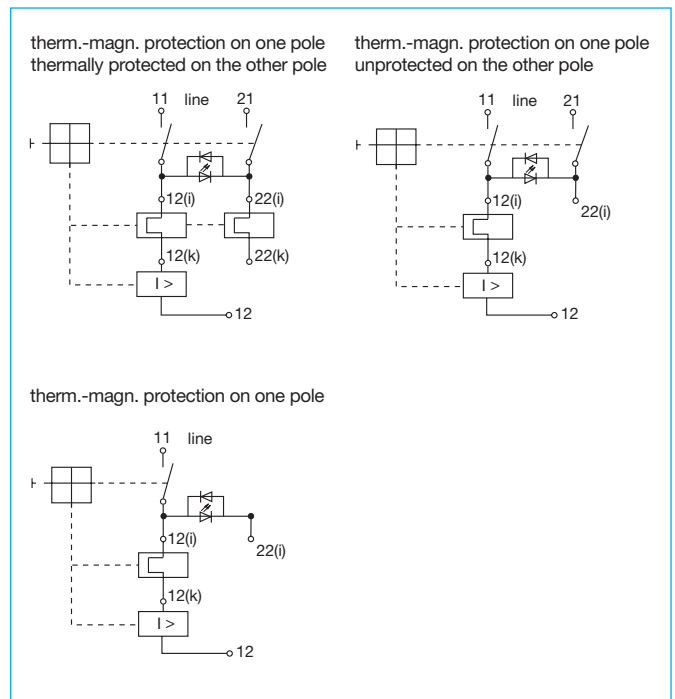 therm.-magn. protection on one pole
thermally protected on the other pole
11 line 21
12(i) 22(i)
12(k) 22(k)
I >
12
therm.-magn. protection on one pole
unprotected on the other pole
11 line 21
12(i)
22(i)
12(k)
I >
12
therm.-magn. protection on one pole
11 line
12(i)
22(i)
12(k)
I >
12